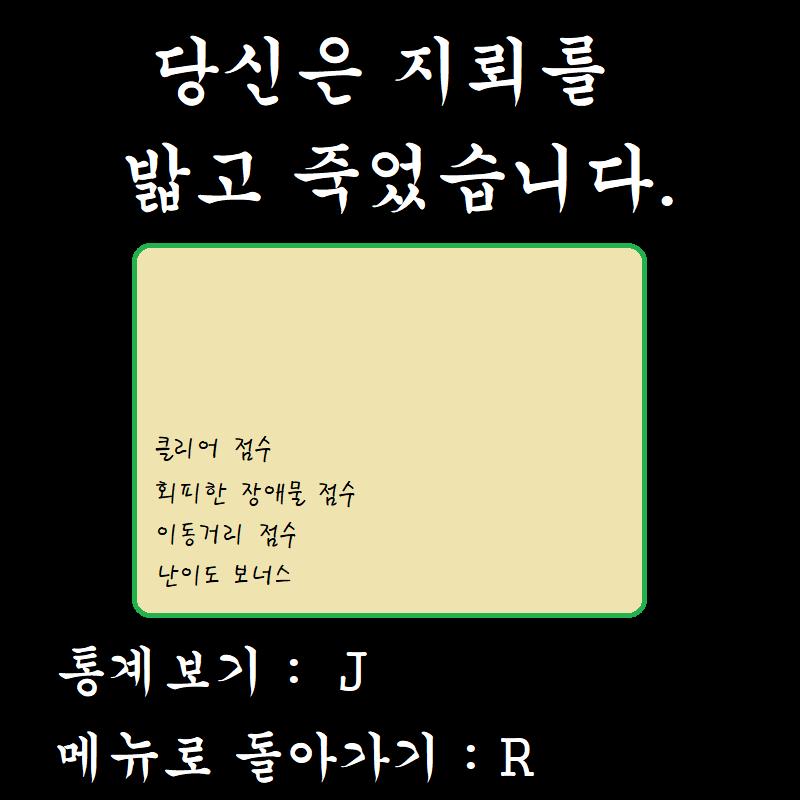 당신은 지뢰를
밟고 죽었습니다.
클리어 점수
회피한 장애물 점수
이동거리 점수
난이도 보너스
통계보기 : J
메뉴로 돌아가기 : R